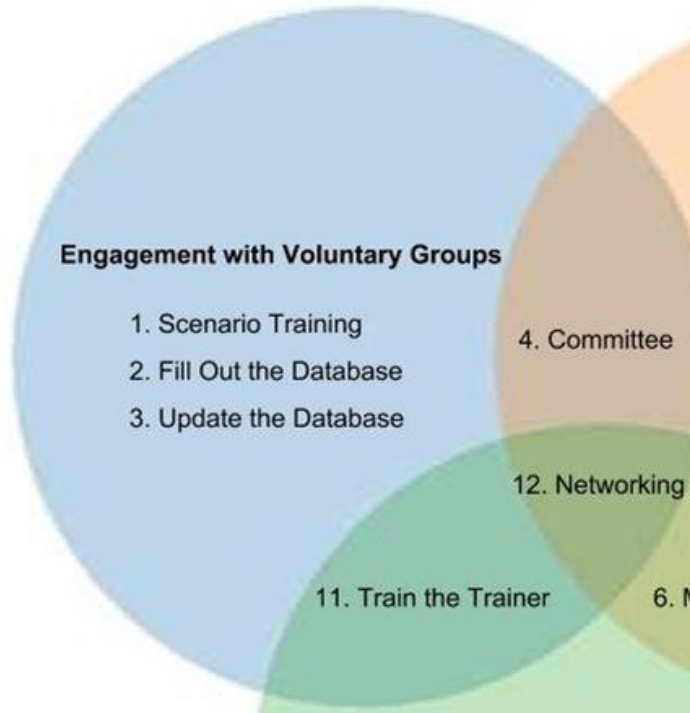 Engagement with Voluntary Groups
1. Scenario Training
2. Fill Out the Database
3. Update the Database
4. Committee
12. Networking
11. Train the Trainer
6.